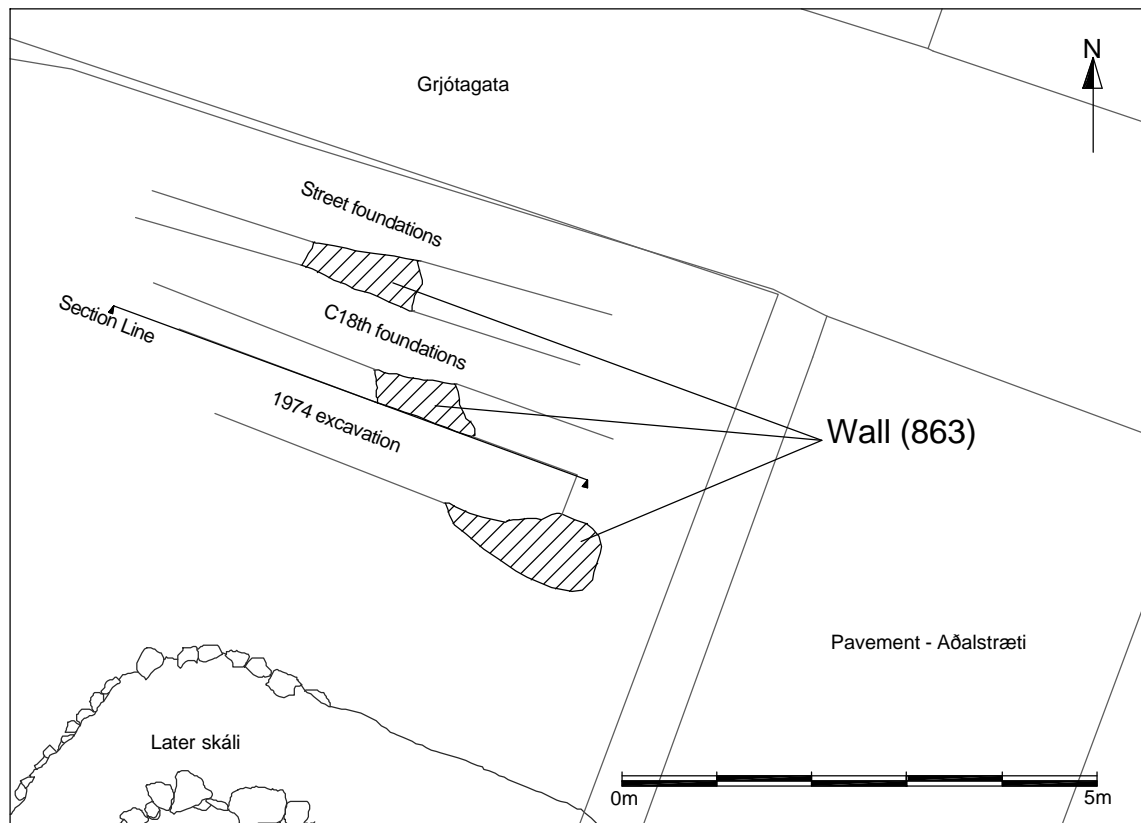 Grjótagata
N
Street foundations
Section Line
C18th foundations
1974 excavation
Wall (863)
Pavement - Aðalstræti
Later skáli
0m
5m